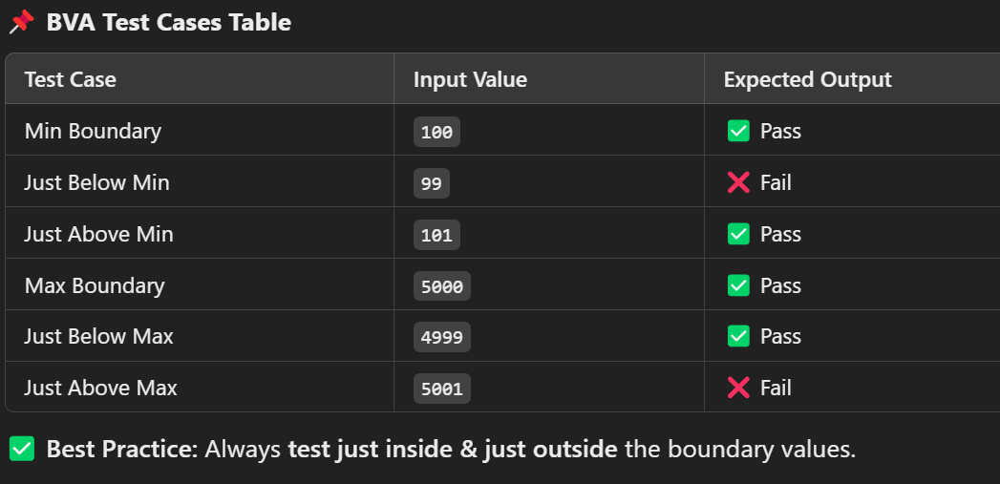 📌 BVA Test Cases Table
Test Case Input Value Expected Output
Min Boundary 100 ✅ Pass
Just Below Min 99 ❌ Fail
Just Above Min 101 ✅ Pass
Max Boundary 5000 ✅ Pass
Just Below Max 4999 ✅ Pass
Just Above Max 5001 ❌ Fail
✅ Best Practice: Always test just inside & just outside the boundary values.